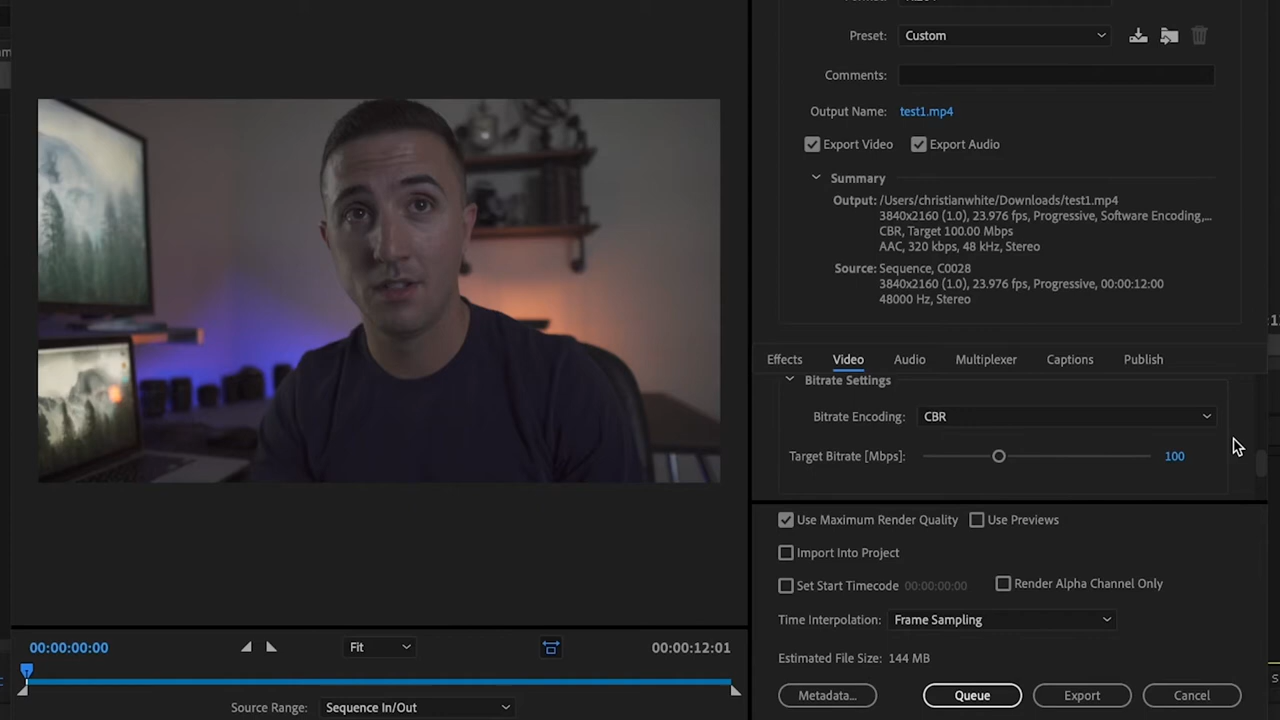 Preset: Custom
Comments:
Output Name: test1.mp4
Export Video Export Audio
Summary
Output: /Users/christianwhite/Downloads/test1.mp4
3840x2160 (1.0), 23.976 fps, Progressive, Software Encoding,...
CBR, Target 100.00 Mbps
AAC, 320 kbps, 48 kHz, Stereo
Source: Sequence, C0028
3840x2160 (1.0), 23.976 fps, Progressive, 00:00:12:00
48000 Hz, Stereo
Effects Video Audio Multiplexer Captions Publish
Bitrate Settings
Bitrate Encoding: CBR
Target Bitrate [Mbps]: 100
Use Maximum Render Quality Use Previews
Import Into Project
Set Start Timecode 00:00:00:00 Render Alpha Channel Only
Time Interpolation: Frame Sampling
Estimated File Size: 144 MB
Metadata... Queue Export Cancel
00:00:00:00 Fit 00:00:12:01
Source Range: Sequence In/Out